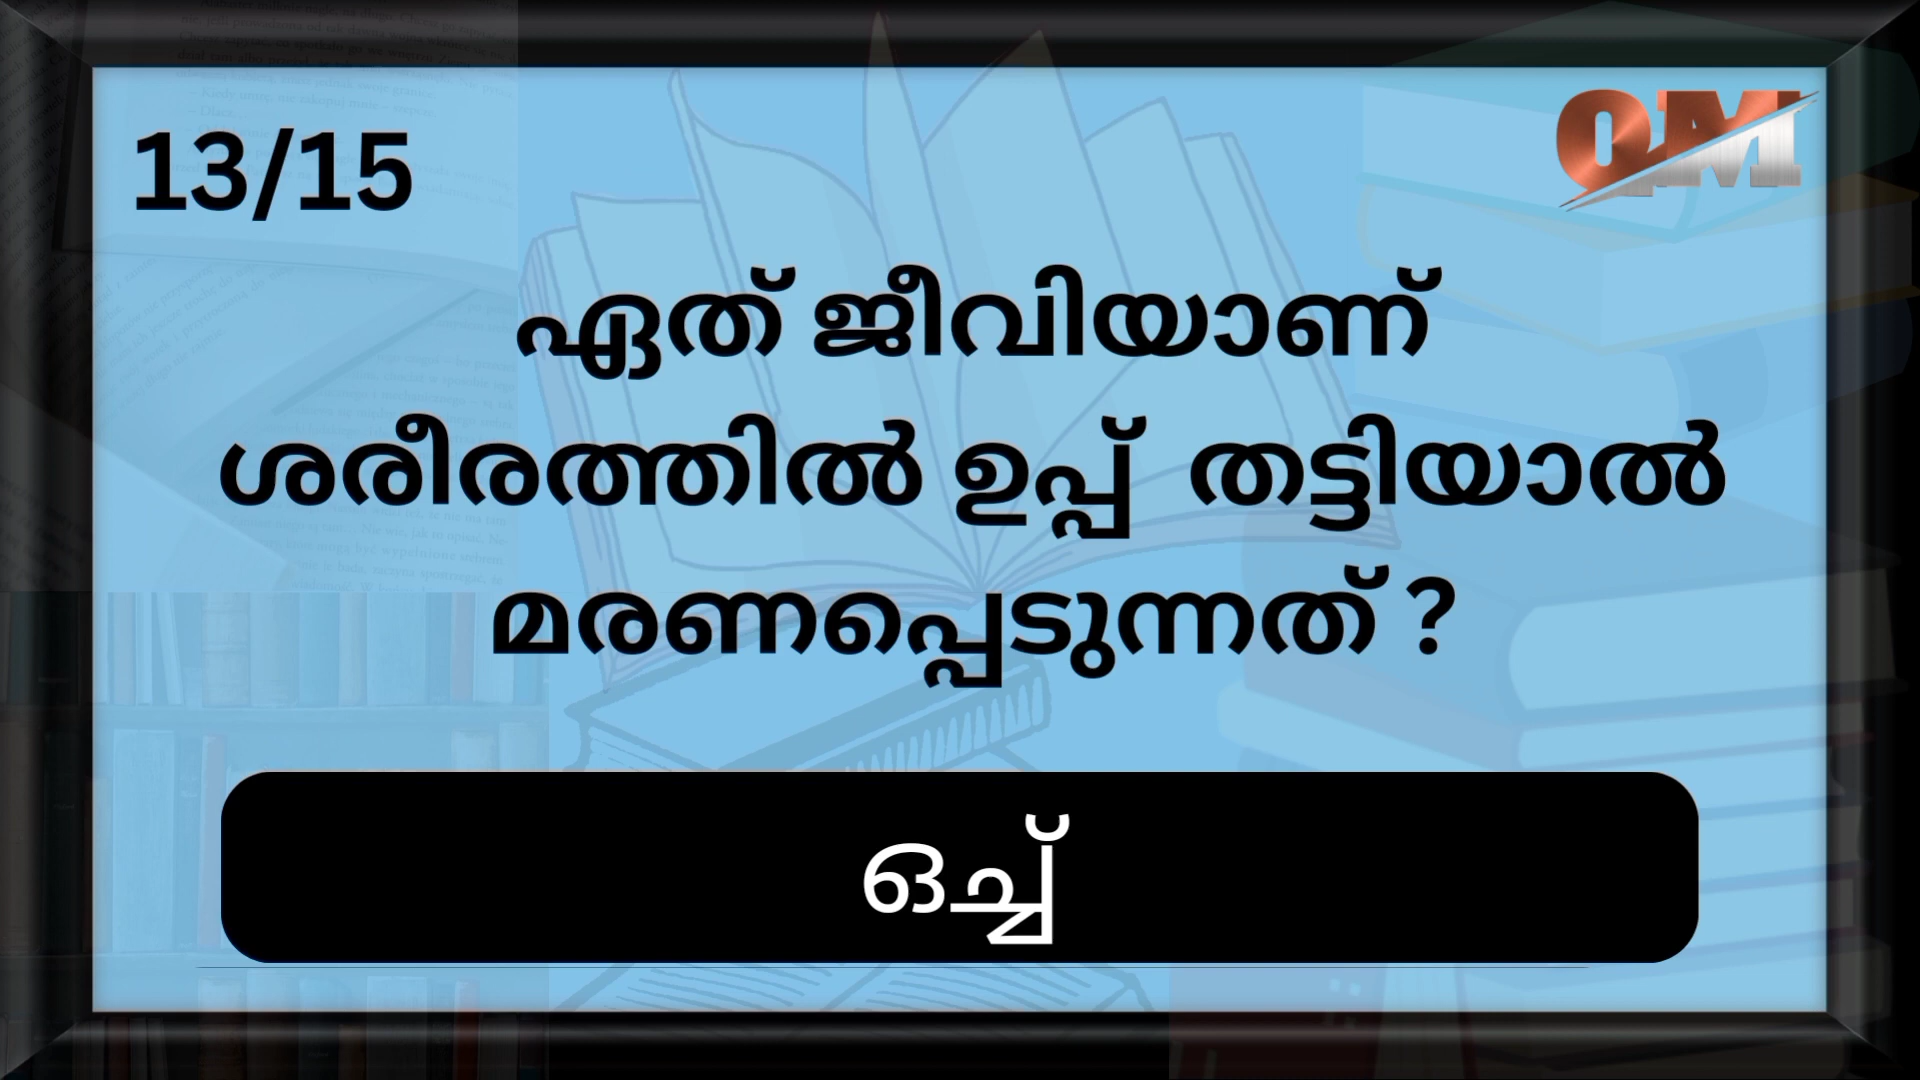 13/15
QM
ഏത് ജീവിയാണ്
ശരീരത്തിൽ ഉപ്പ് തട്ടിയാൽ
മരണപ്പെടുന്നത് ?
ഒച്ച്